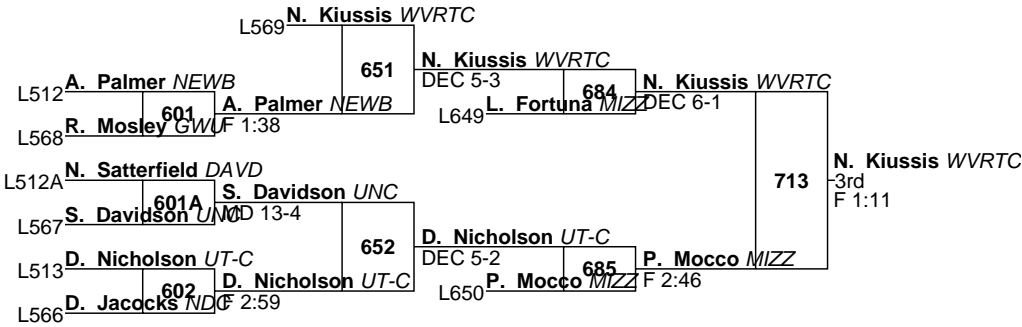 L569 N. Kiussis WVRTC
651
N. Kiussis WVRTC
DEC 5-3
L512 A. Palmer NEWB
601
A. Palmer NEWB
F 1:38
L568 R. Mosley GWU
684
N. Kiussis WVRTC
DEC 6-1
L649 L. Fortuna MIZZ
L512A N. Satterfield DAVD
601A
S. Davidson UNC
MD 13-4
L567 S. Davidson UNC
713
N. Kiussis WVRTC
3rd
F 1:11
652
D. Nicholson UT-C
DEC 5-2
L513 D. Nicholson UT-C
602
D. Nicholson UT-C
F 2:59
L566 D. Jacocks NDC
685
P. Mocco MIZZ
F 2:46
L650 P. Mocco MIZZ